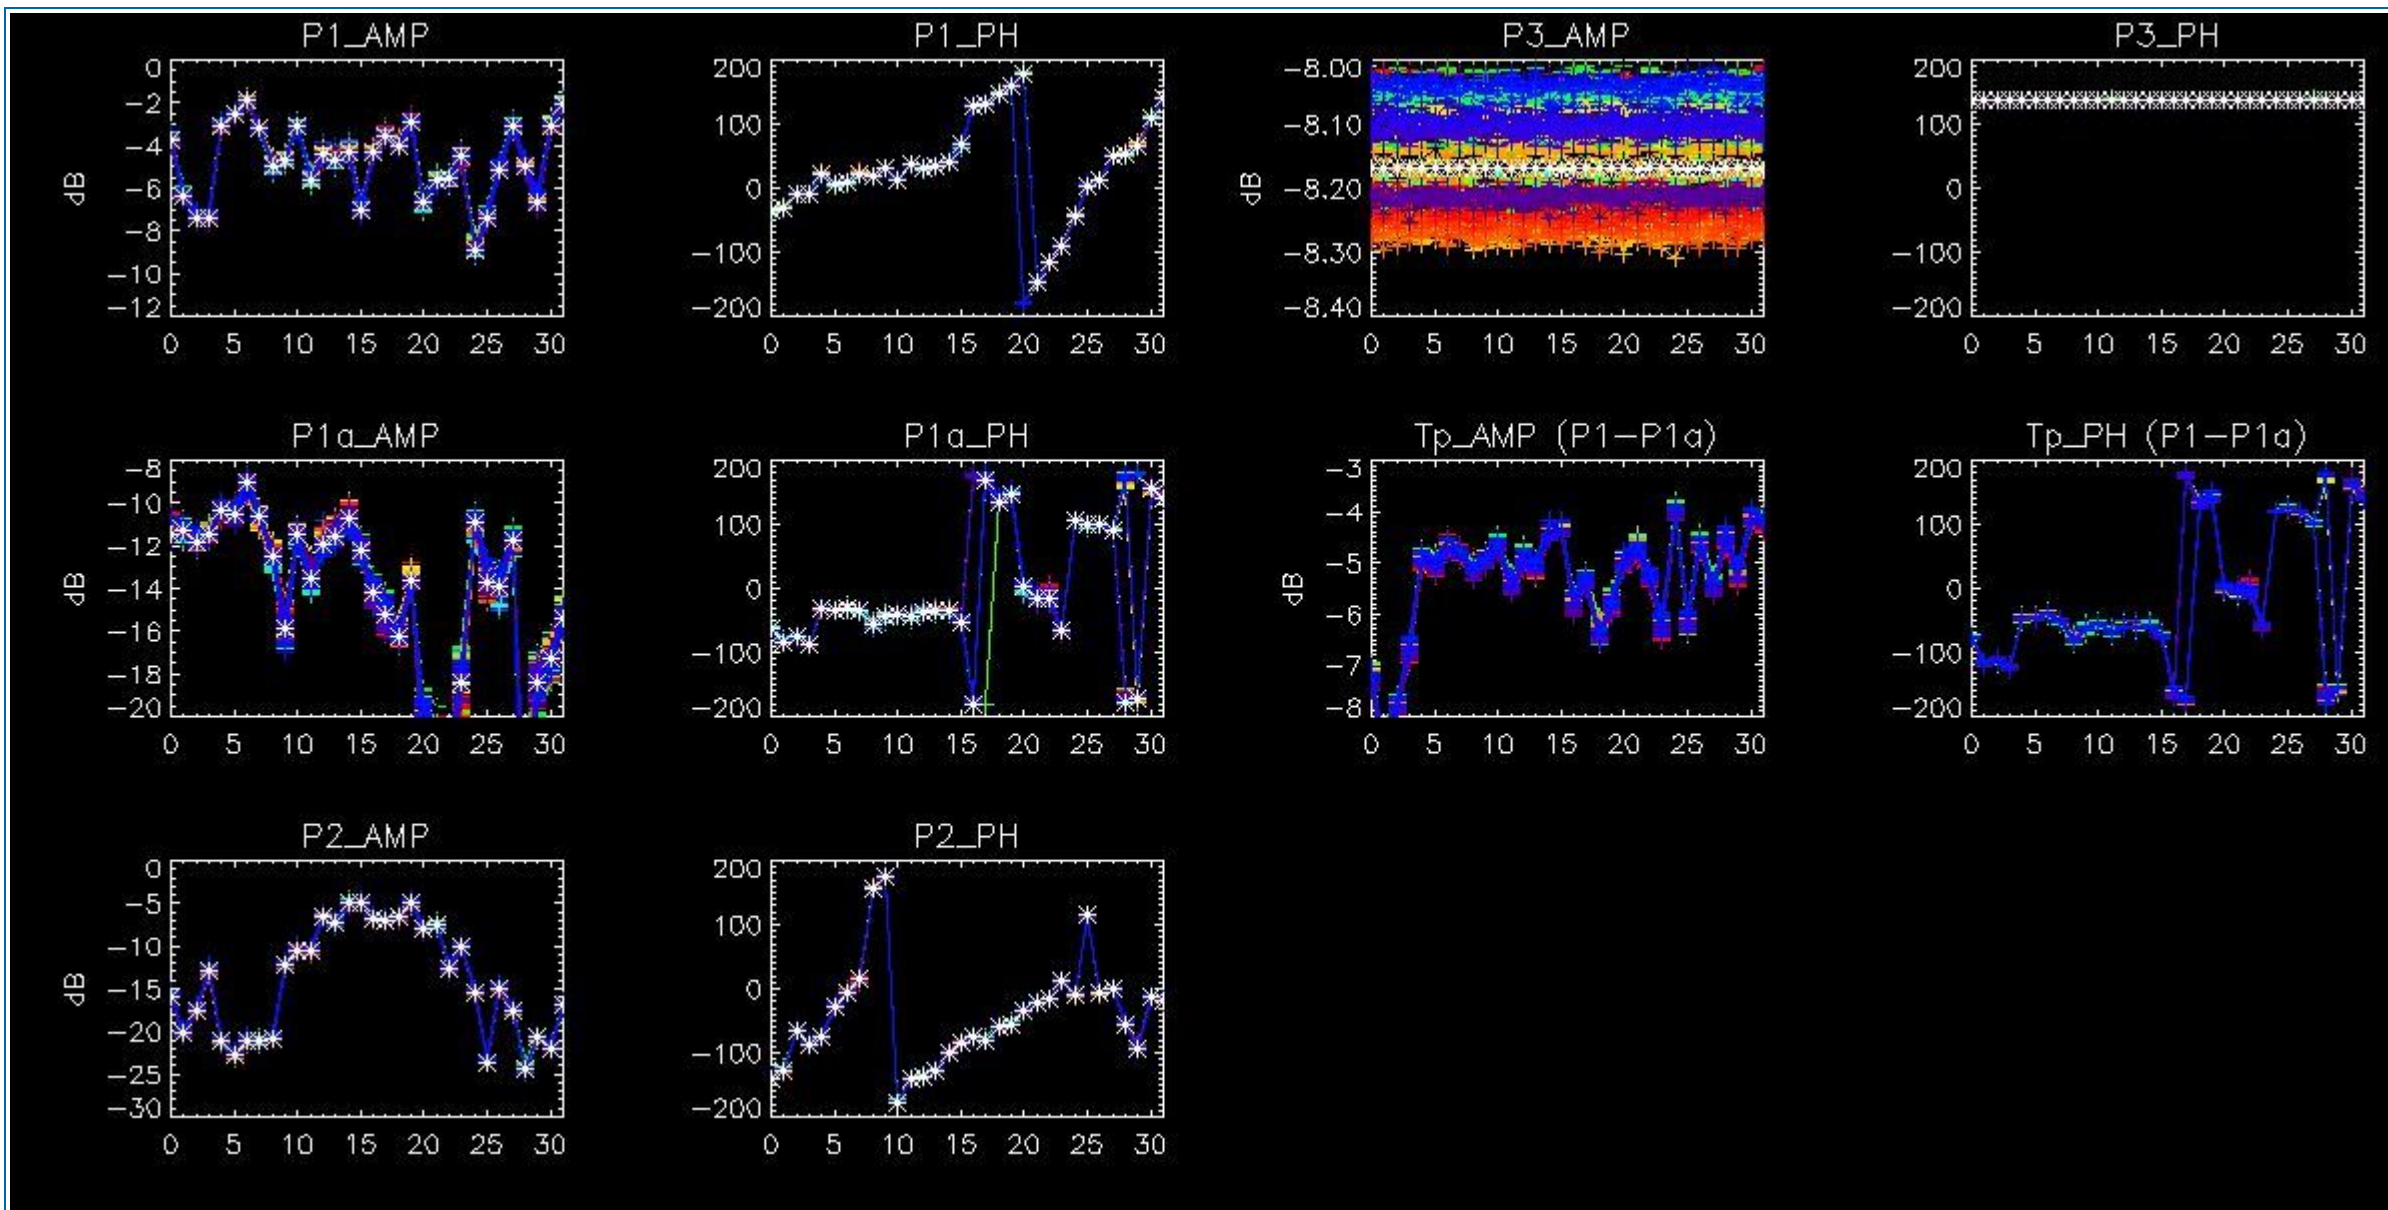 P1_AMP
P1_PH
P3_AMP
P3_PH
0
−2
−4
−6
−8
−10
−12
dB
0 5 10 15 20 25 30
200
100
0
−100
−200
0 5 10 15 20 25 30
−8.00
−8.10
−8.20
−8.30
−8.40
dB
0 5 10 15 20 25 30
200
100
0
−100
−200
0 5 10 15 20 25 30
P1a_AMP
P1a_PH
Tp_AMP (P1−P1a)
Tp_PH (P1−P1a)
−8
−10
−12
−14
−16
−18
−20
dB
0 5 10 15 20 25 30
200
100
0
−100
−200
0 5 10 15 20 25 30
−3
−4
−5
−6
−7
−8
dB
0 5 10 15 20 25 30
200
100
0
−100
−200
0 5 10 15 20 25 30
P2_AMP
P2_PH
0
−5
−10
−15
−20
−25
−30
dB
0 5 10 15 20 25 30
200
100
0
−100
−200
0 5 10 15 20 25 30